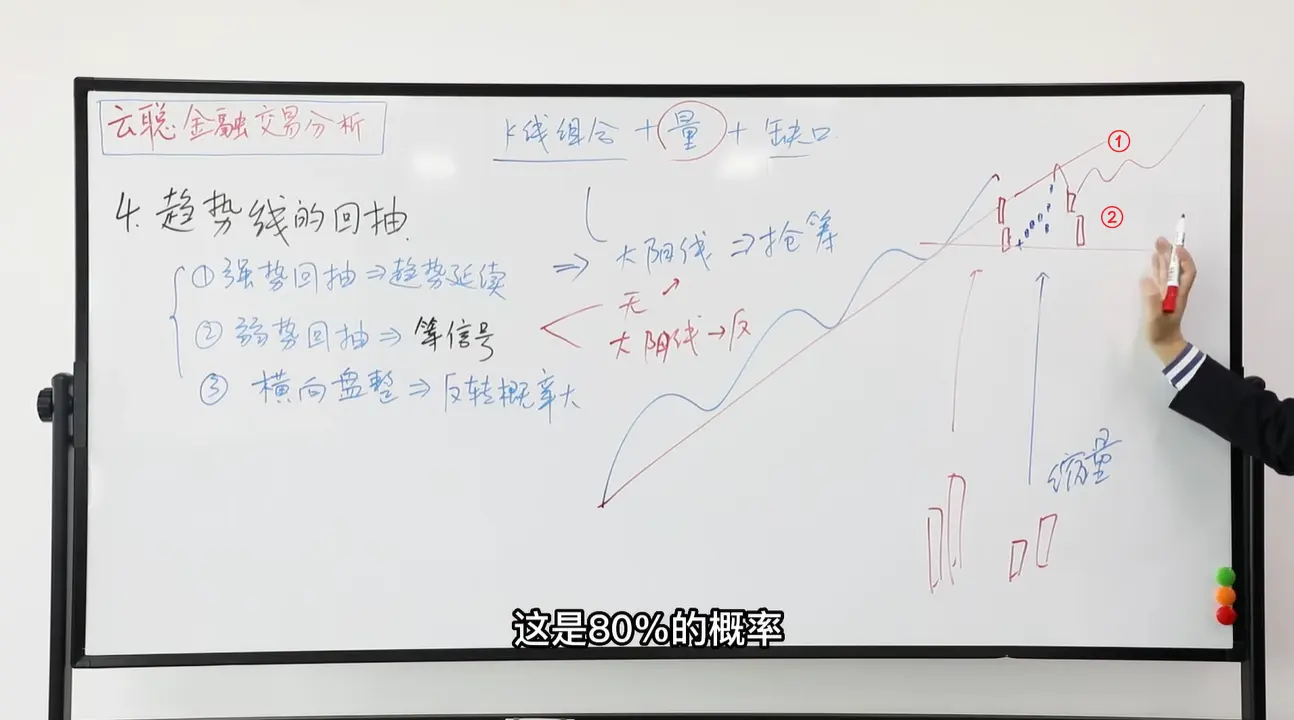 云聪金融交易分析
K线组合+量+缺口
4.趋势线的回抽
①强势回抽⇒趋势延续
⇒大阳线⇒抢筹
②弱势回抽⇒等信号
无↗
大阳线→反
③横向盘整⇒反转概率大
①
②
缩量
这是80%的概率